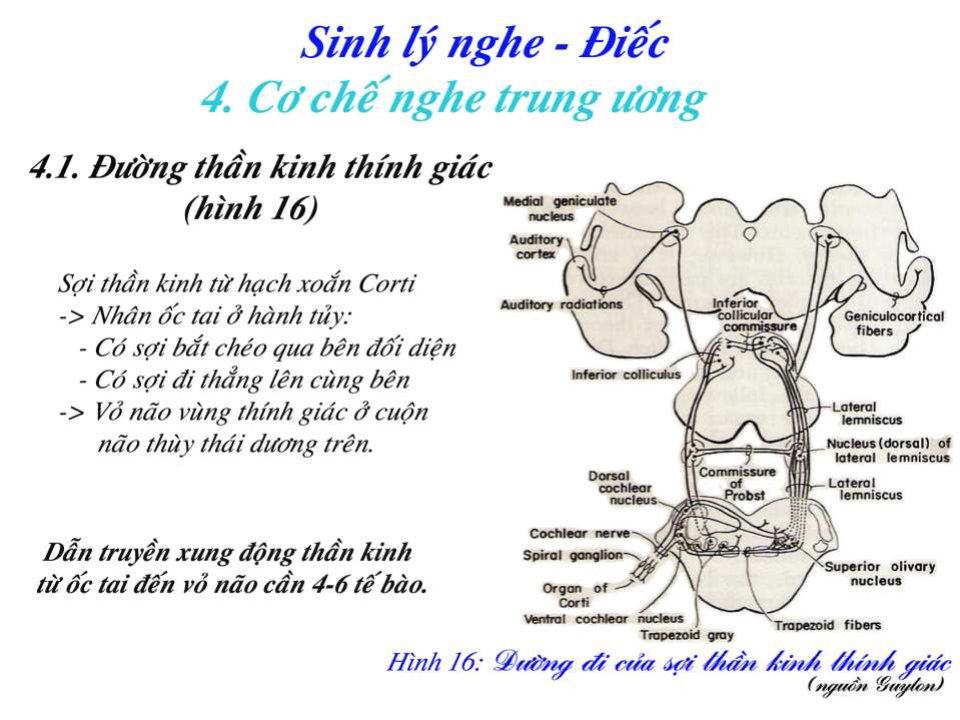 Sinh lý nghe - Điếc
4. Cơ chế nghe trung ương
4.1. Đường thần kinh thính giác
(hình 16)
Sợi thần kinh từ hạch xoắn Corti
-> Nhân ốc tai ở hành tủy:
- Có sợi bắt chéo qua bên đối diện
- Có sợi đi thẳng lên cùng bên
-> Vỏ não vùng thính giác ở cuộn
não thùy thái dương trên.
Dẫn truyền xung động thần kinh
từ ốc tai đến vỏ não cần 4-6 tế bào.
Medial geniculate
nucleus
Auditory
cortex
Auditory radiations
Inferior
collicular
commissure
Geniculocortical
fibers
Inferior colliculus
Lateral
lemniscus
Nucleus (dorsal) of
lateral lemniscus
Commissure
of
Probst
Lateral
lemniscus
Dorsal
cochlear
nucleus
Cochlear nerve
Spiral ganglion
Organ of
Corti
Ventral cochlear nucleus
Trapezoid gray
Superior olivary
nucleus
Trapezoid fibers
Hình 16: Đường đi của sợi thần kinh thính giác
(nguồn Guylon)